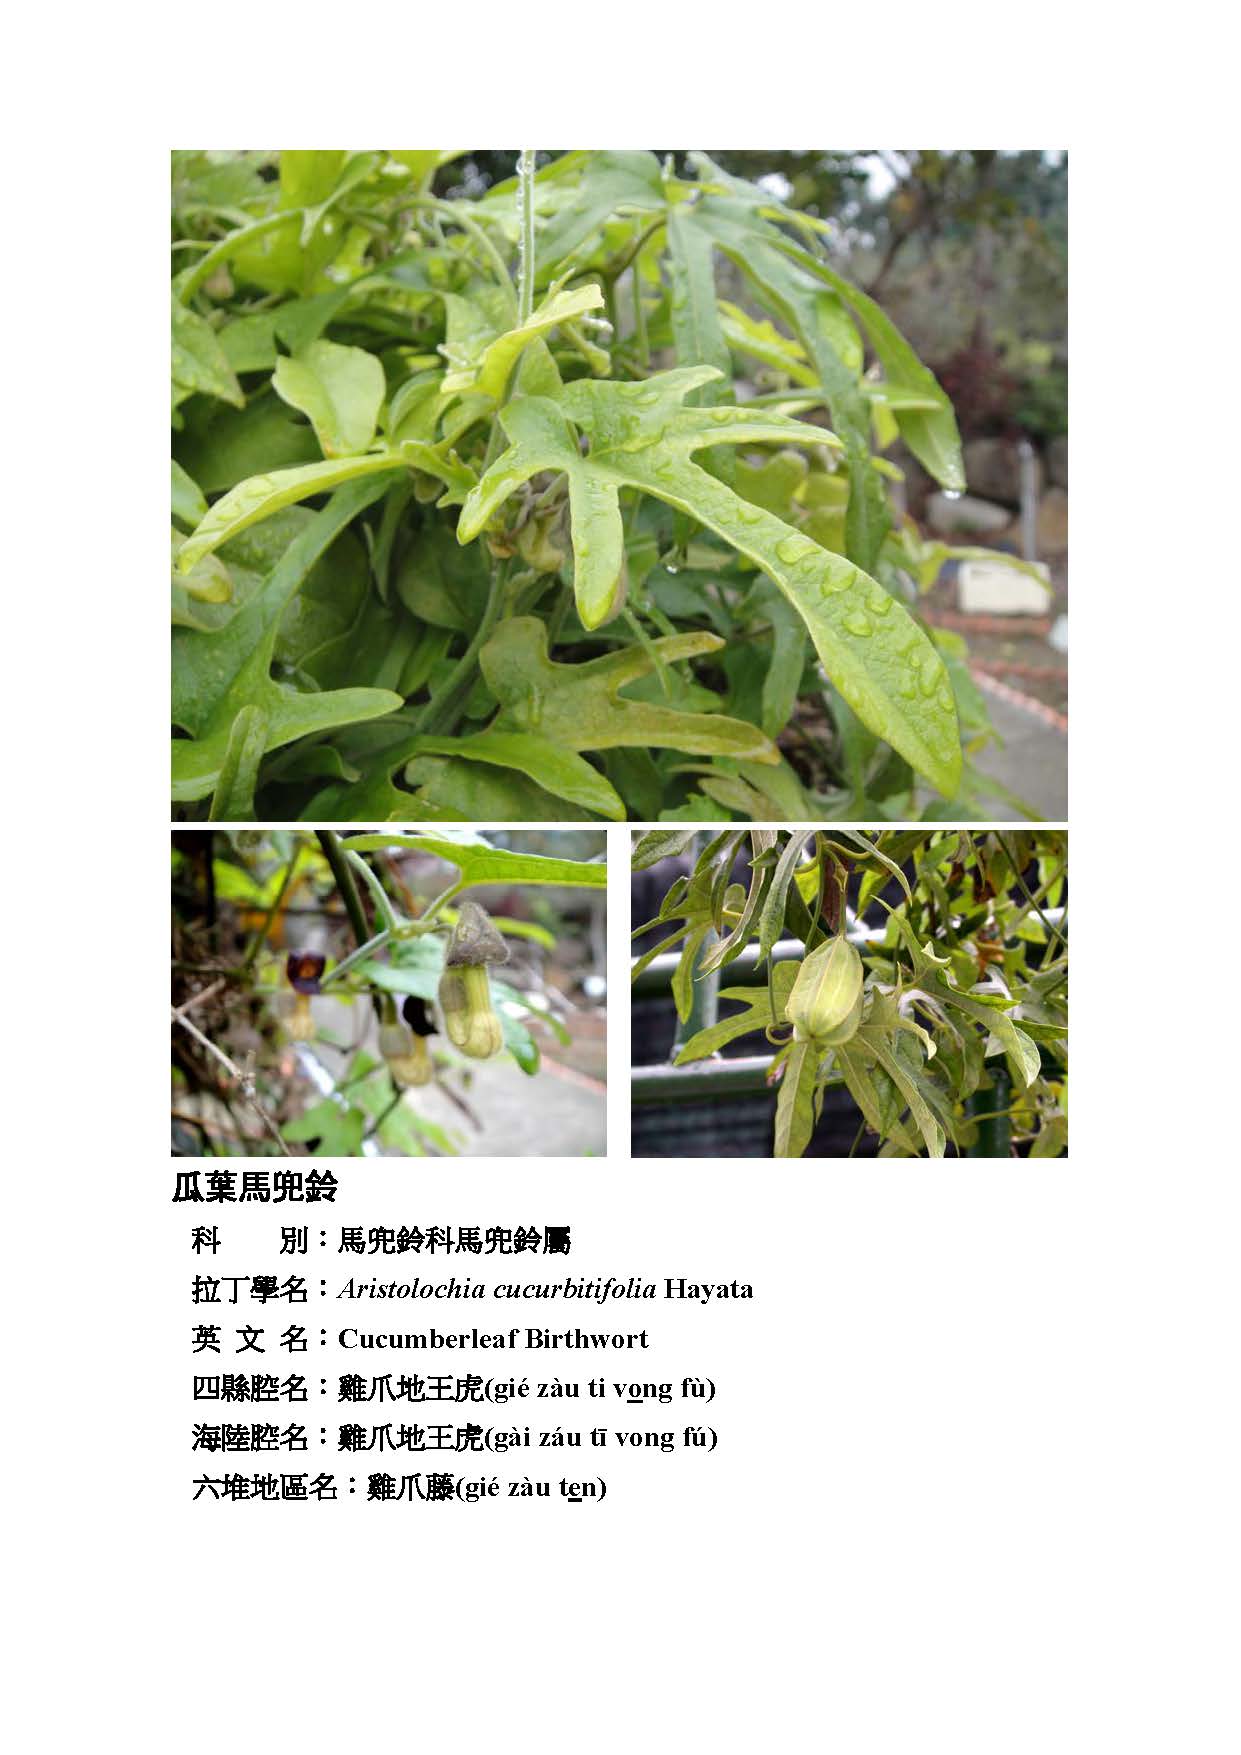 瓜葉馬兜鈴
科　　別：馬兜鈴科馬兜鈴屬
拉丁學名：Aristolochia cucurbitifolia Hayata
英 文 名：Cucumberleaf Birthwort
四縣腔名：雞爪地王虎(gié zàu ti vo̲ng fù)
海陸腔名：雞爪地王虎(gài záu tī vong fú)
六堆地區名：雞爪藤(gié zàu te̲n)